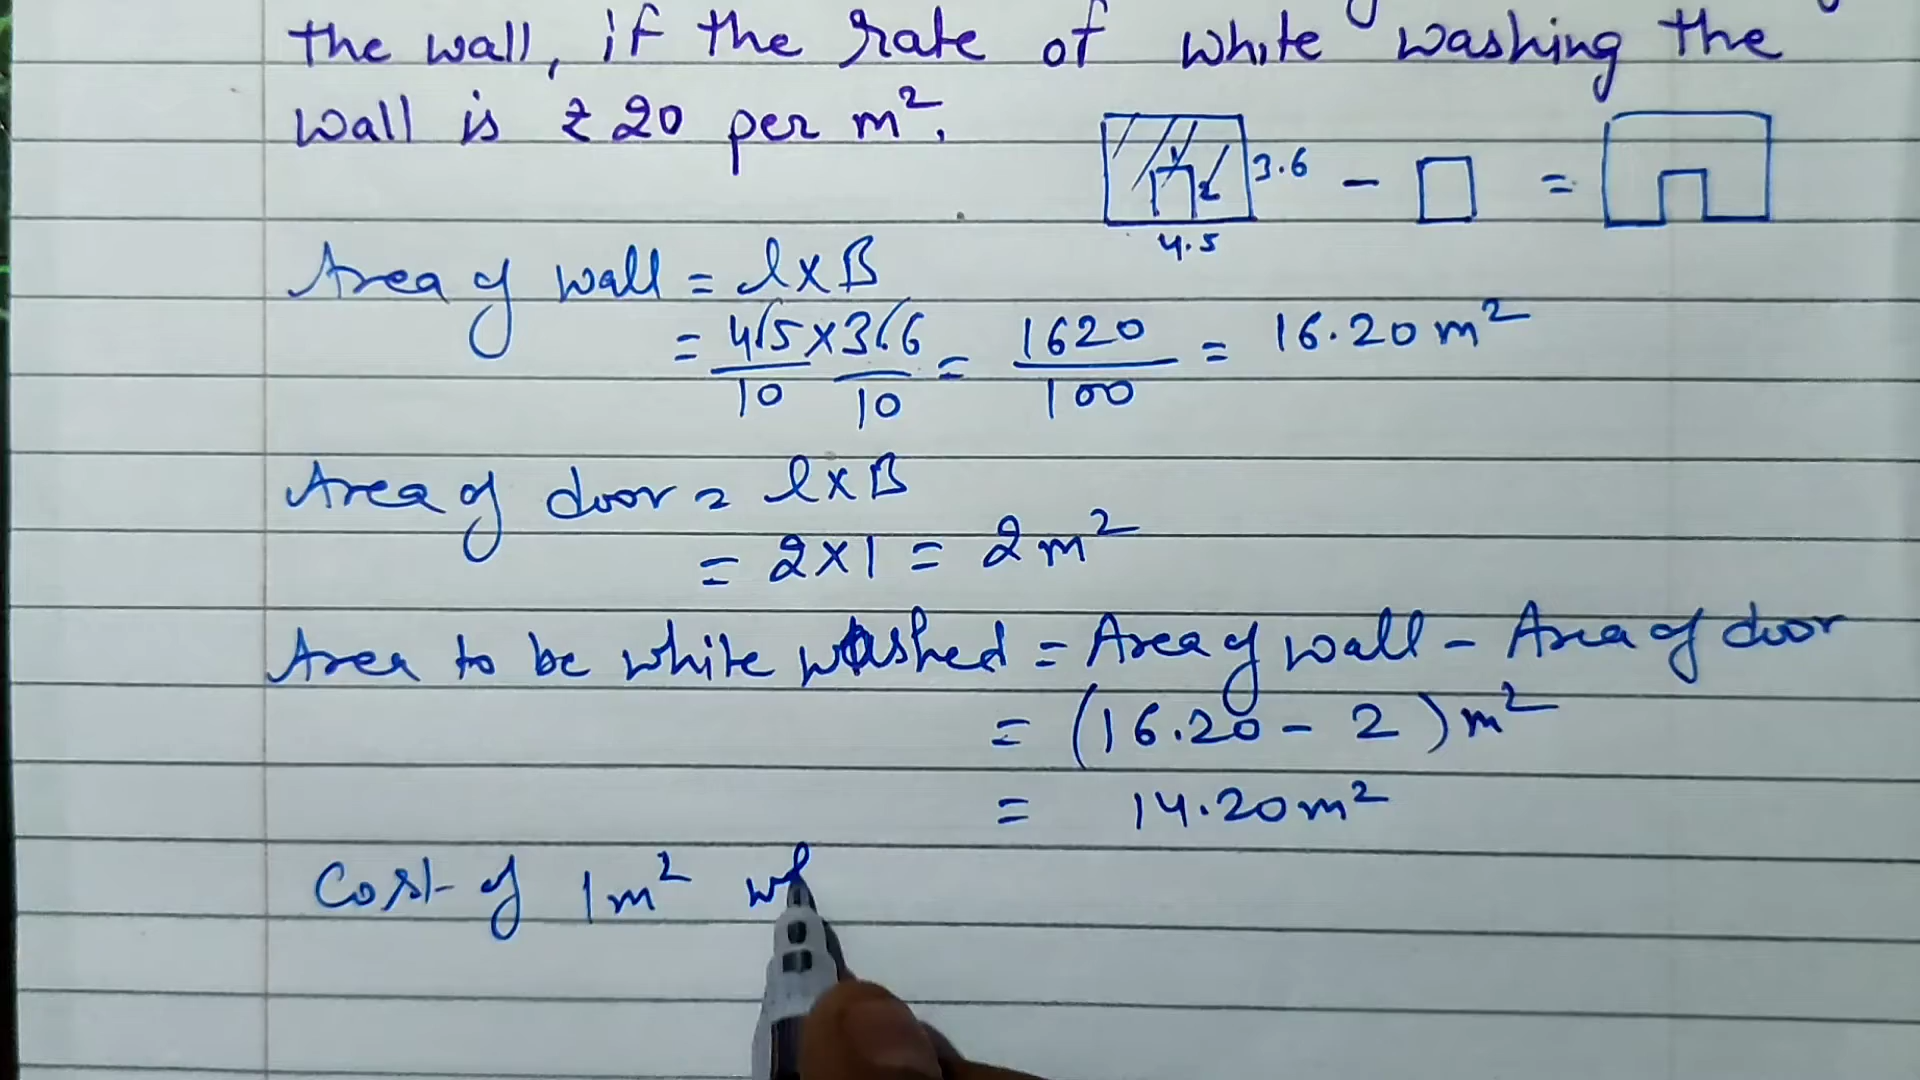 the wall, if the rate of white washing the
wall is ₹ 20 per m².
3.6 - =
4.5
Area of wall = l x B
= 4.5 x 3.6 / 10 10 = 1620 / 100 = 16.20 m²
Area of door = l x B
= 2 x 1 = 2 m²
Area to be white washed = Area of wall - Area of door
= (16.20 - 2) m²
= 14.20 m²
Cost of 1 m² wh